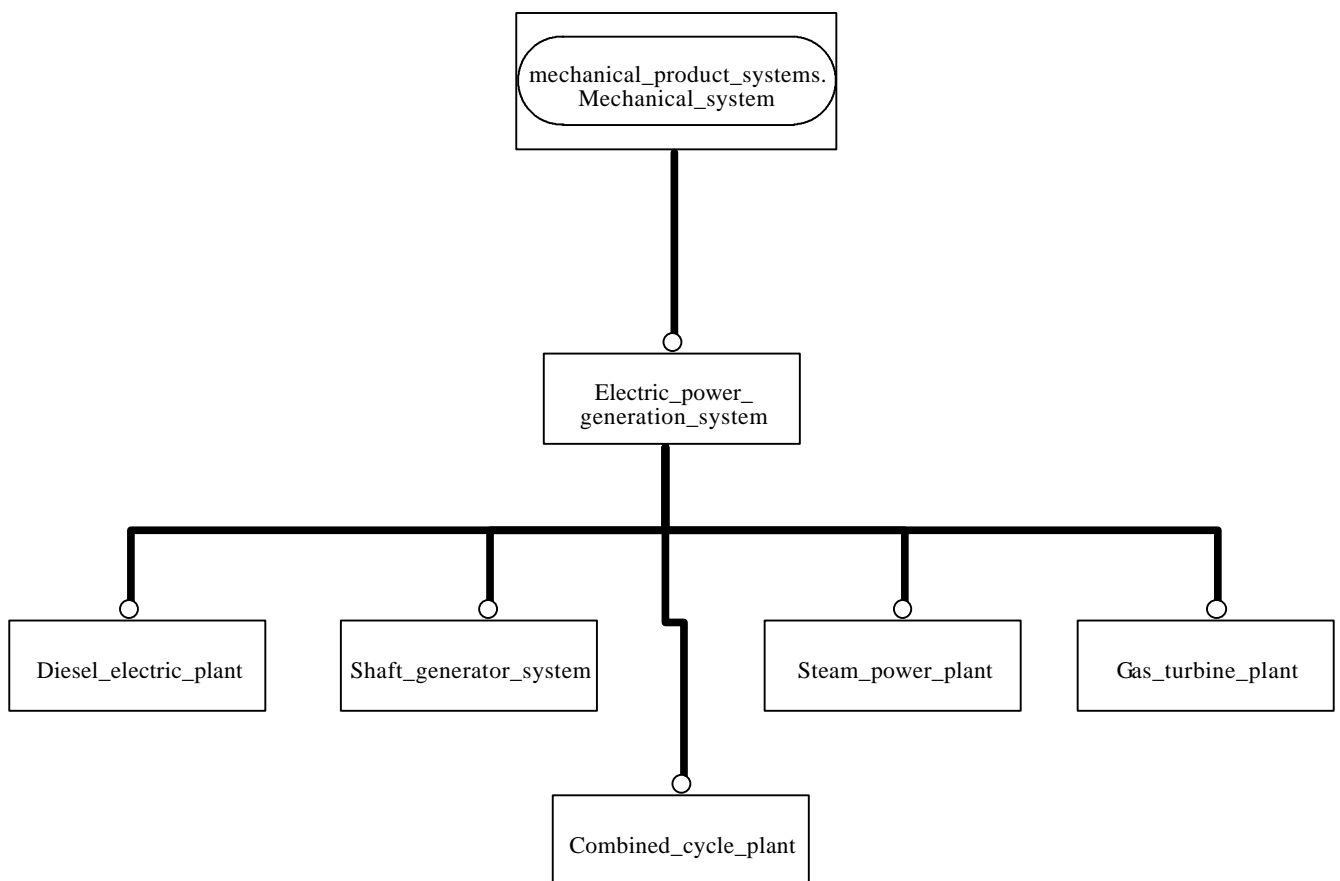 mechanical_product_systems.
Mechanical_system
Electric_power_
generation_system
Diesel_electric_plant
Shaft_generator_system
Steam_power_plant
Gas_turbine_plant
Combined_cycle_plant